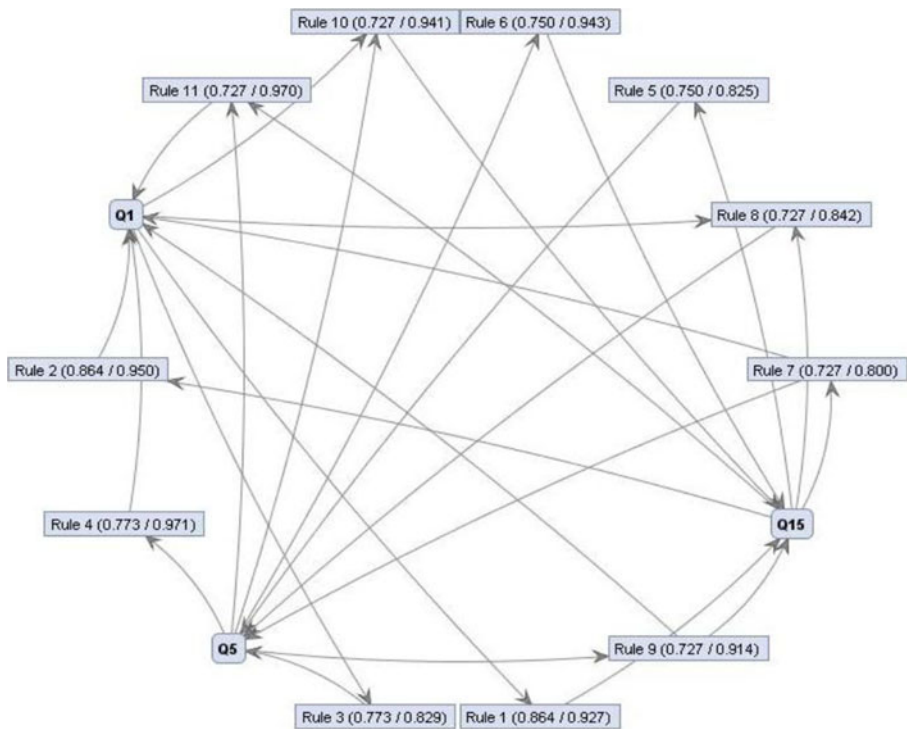 Rule 10 (0.727 / 0.941)
Rule 6 (0.750 / 0.943)
Rule 11 (0.727 / 0.970)
Rule 5 (0.750 / 0.825)
Q1
Rule 8 (0.727 / 0.842)
Rule 2 (0.864 / 0.950)
Rule 7 (0.727 / 0.800)
Rule 4 (0.773 / 0.971)
Q15
Q5
Rule 9 (0.727 / 0.914)
Rule 3 (0.773 / 0.829)
Rule 1 (0.864 / 0.927)